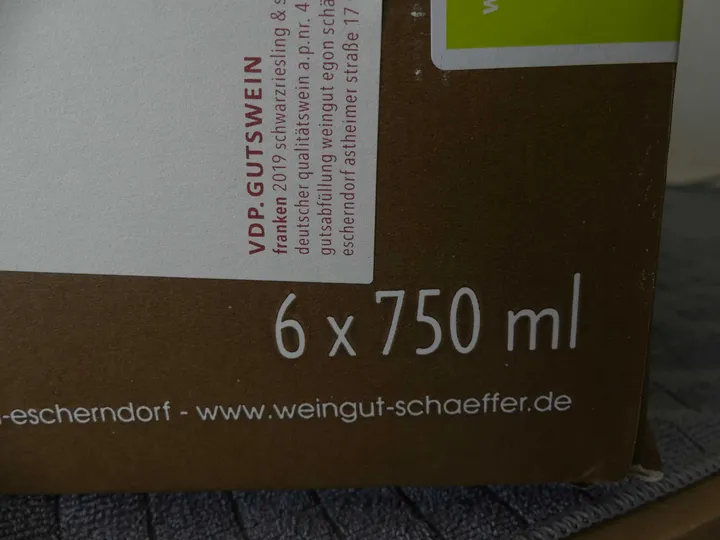 VDP.GUTSWEIN
franken 2019 schwarzriesling &
deutscher qualitätswein a.p.nr. 4
gutsabfüllung weingut egon
escherndorf astheimer straße 17
6 x 750 ml
-escherndorf - www.weingut-schaeffer.de